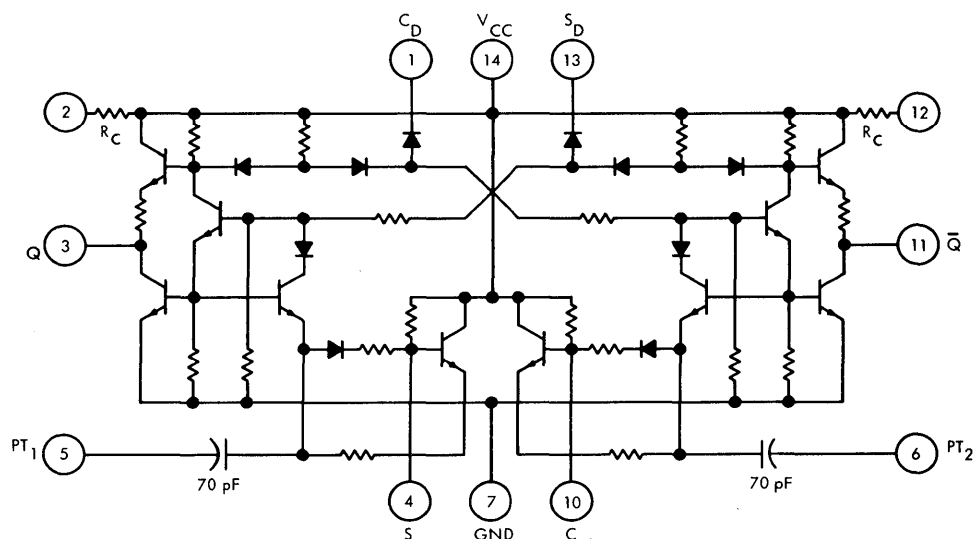 C_D V_CC S_D
1 14 13
2 R_C R_C 12
Q 3 11 Q̅
PT_1 5 6 PT_2
70 pF 70 pF
4 7 10
S GND C